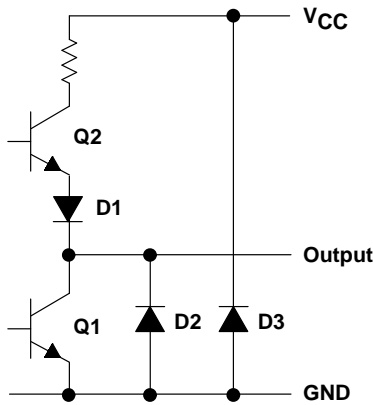 VCC
Q2
D1
Output
Q1
D2
D3
GND